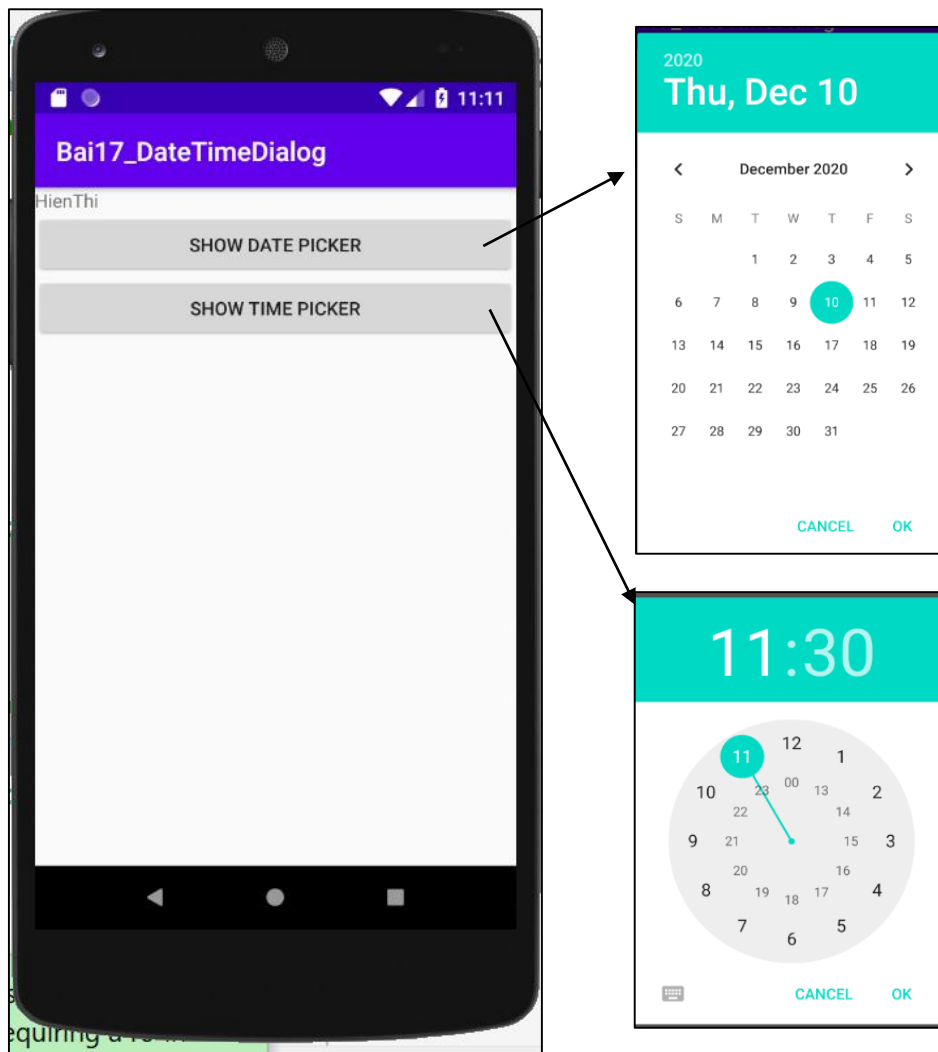 11:11
Bai17_DateTimeDialog
HienThi
SHOW DATE PICKER
SHOW TIME PICKER
2020
Thu, Dec 10
December 2020
S M T W T F S
1 2 3 4 5
6 7 8 9 10 11 12
13 14 15 16 17 18 19
20 21 22 23 24 25 26
27 28 29 30 31
CANCEL OK
11:30
12
11 1
00
10 23 13 2
22 14
9 21 15 3
20 16
8 19 17 4
18
7 5
6
CANCEL OK